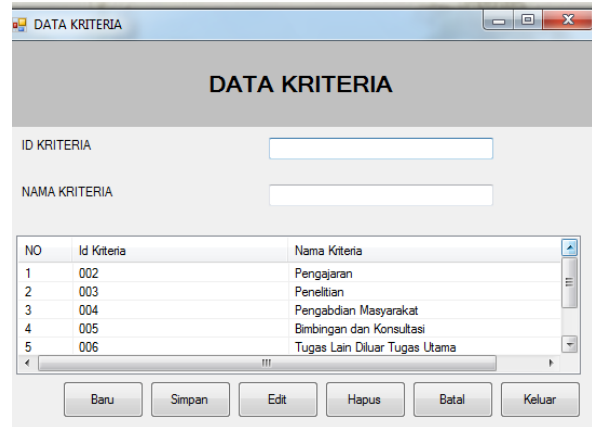 DATA KRITERIA
DATA KRITERIA
ID KRITERIA
NAMA KRITERIA
NO Id Kriteria Nama Kriteria
1 002 Pengajaran
2 003 Penelitian
3 004 Pengabdian Masyarakat
4 005 Bimbingan dan Konsultasi
5 006 Tugas Lain Diluar Tugas Utama
Baru Simpan Edit Hapus Batal Keluar